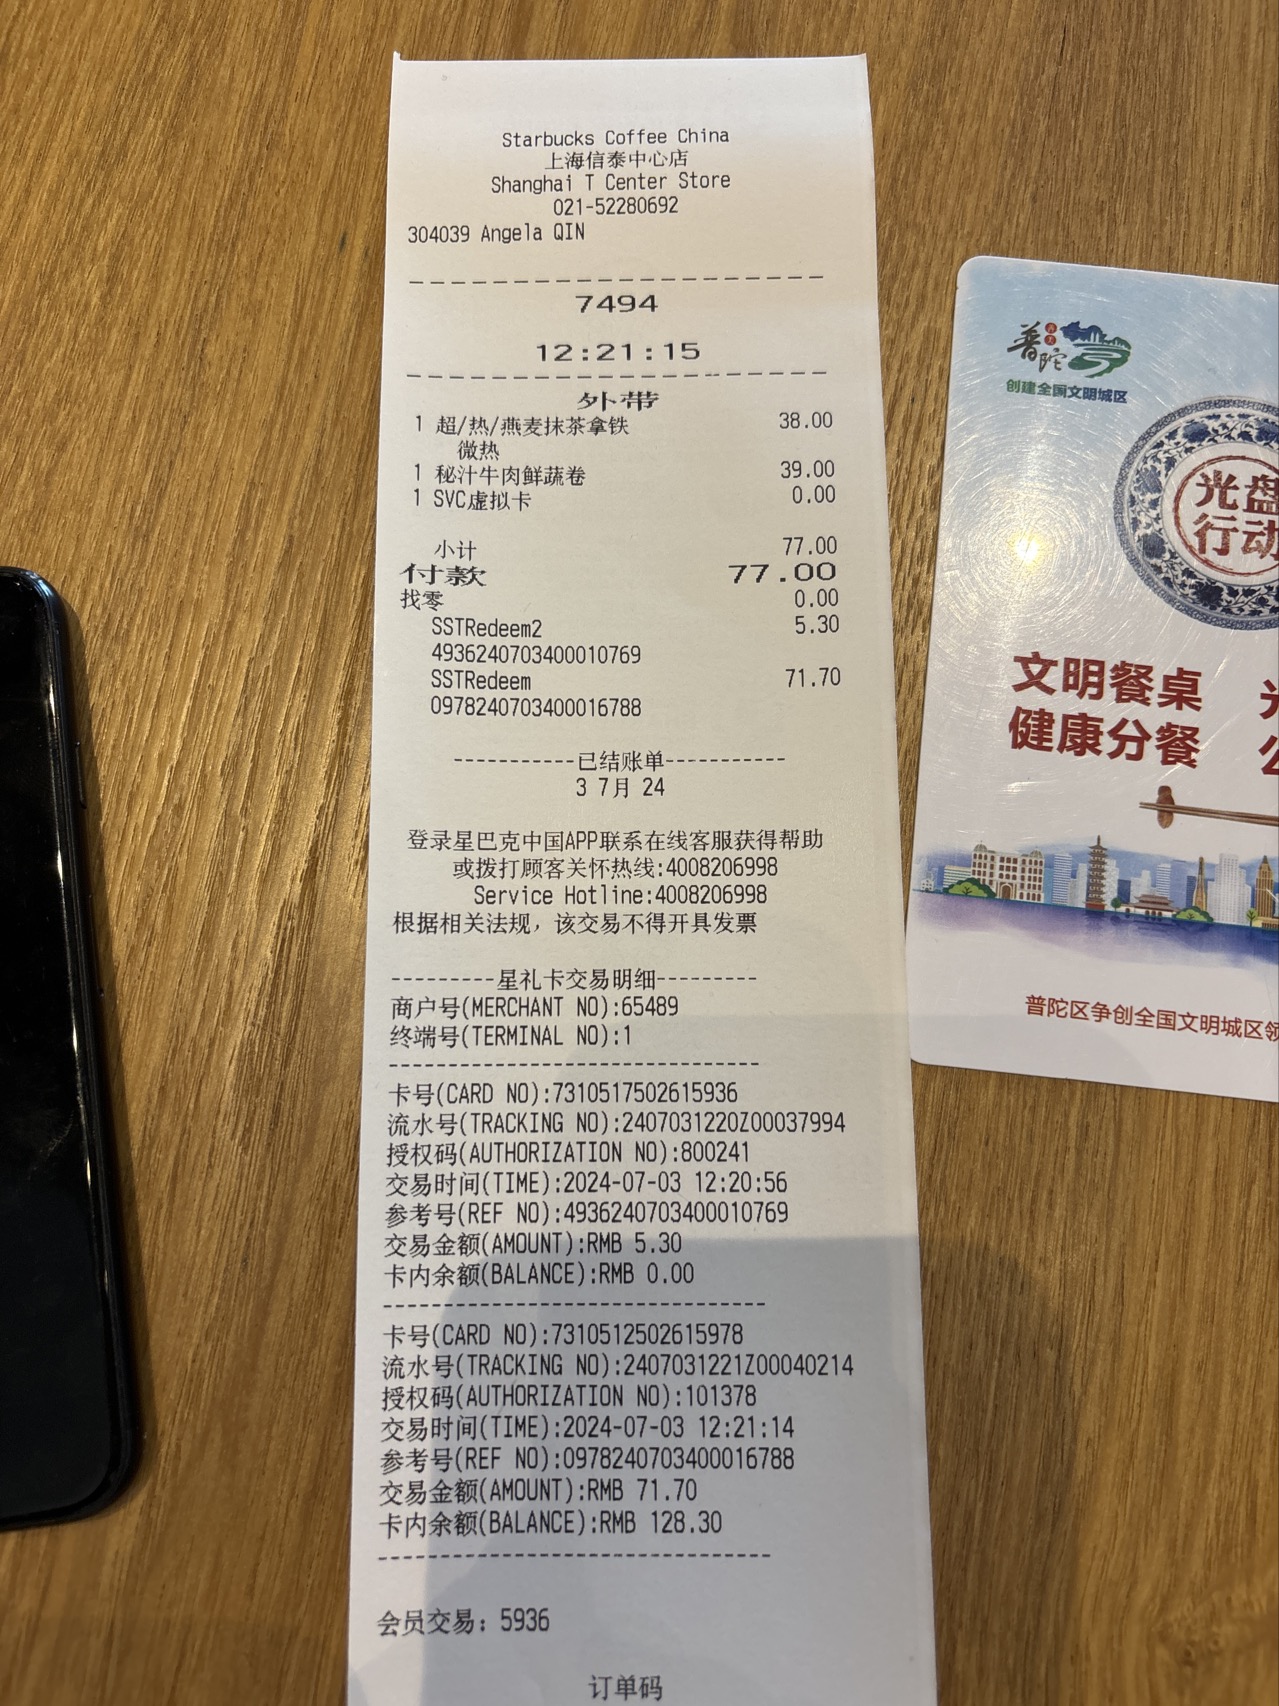 Starbucks Coffee China
上海信泰中心店
Shanghai T Center Store
021-52280692
304039 Angela QIN
7494
12:21:15
外带
1 超/热/燕麦抹茶拿铁 38.00
微热
1 秘汁牛肉鲜蔬卷 39.00
1 SVC虚拟卡 0.00
小计 77.00
付款 77.00
找零 0.00
SSTRedeem2 5.30
4936240703400010769
SSTRedeem 71.70
0978240703400016788
-----------已结账单-----------
3 7月 24
登录星巴克中国APP联系在线客服获得帮助
或拨打顾客关怀热线:4008206998
Service Hotline:4008206998
根据相关法规，该交易不得开具发票
---------星礼卡交易明细---------
商户号(MERCHANT NO):65489
终端号(TERMINAL NO):1
卡号(CARD NO):7310517502615936
流水号(TRACKING NO):2407031220Z00037994
授权码(AUTHORIZATION NO):800241
交易时间(TIME):2024-07-03 12:20:56
参考号(REF NO):4936240703400010769
交易金额(AMOUNT):RMB 5.30
卡内余额(BALANCE):RMB 0.00
卡号(CARD NO):7310512502615978
流水号(TRACKING NO):2407031221Z00040214
授权码(AUTHORIZATION NO):101378
交易时间(TIME):2024-07-03 12:21:14
参考号(REF NO):0978240703400016788
交易金额(AMOUNT):RMB 71.70
卡内余额(BALANCE):RMB 128.30
会员交易: 5936
订单码
普陀
创建全国文明城区
光盘
行动
文明餐桌
健康分餐
普陀区争创全国文明城区领